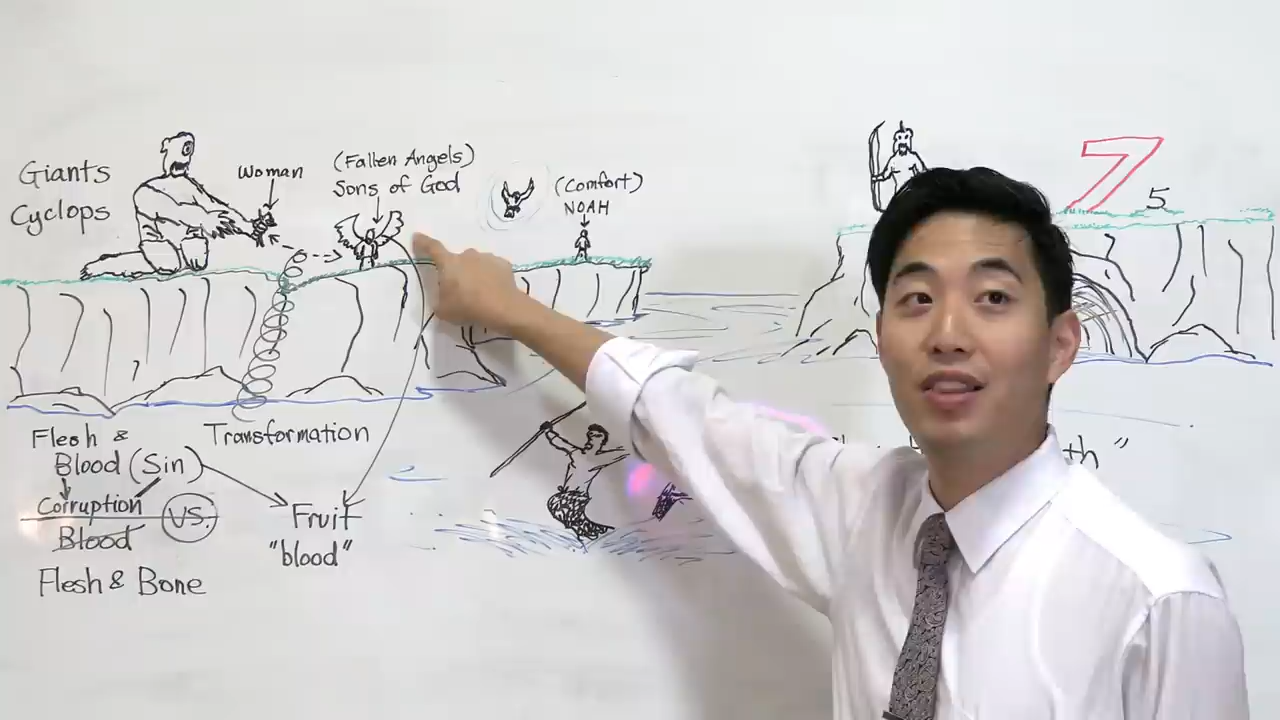 Giants
Cyclops
Woman
(Fallen Angels)
Sons of God
(Comfort)
NOAH
7
5
Flesh &
Blood (Sin)
Corruption
Blood
VS.
Flesh & Bone
Transformation
Fruit
"blood"